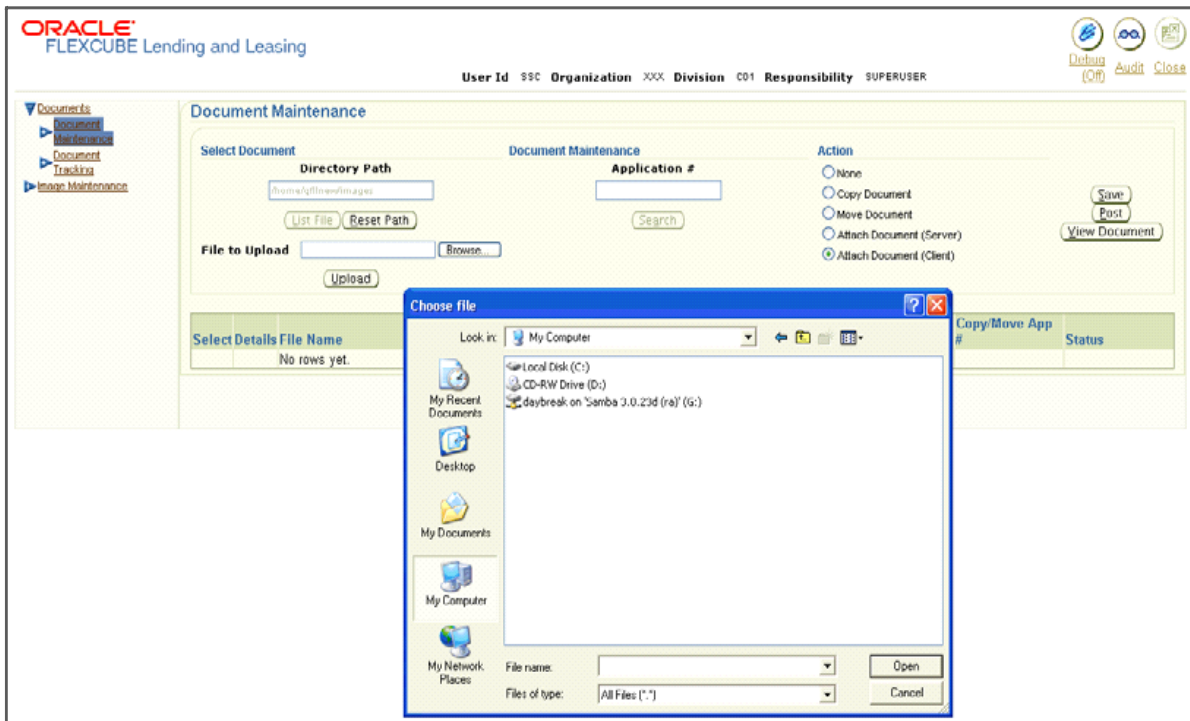 ORACLE
FLEXCUBE Lending and Leasing
User Id SSC Organization XXX Division C01 Responsibility SUPERUSER
Debug (Off) Audit Close
Documents
Document Maintenance
Document Tracking
Image Maintenance
Document Maintenance
Select Document
Directory Path
List File Reset Path
File to Upload Browse...
Upload
Document Maintenance
Application #
Search
Action
None
Copy Document
Move Document
Attach Document (Server)
Attach Document (Client)
Save
Post
View Document
Select Details File Name Copy/Move App # Status
No rows yet.
Choose file
Look in: My Computer
My Recent Documents
Desktop
My Documents
My Computer
My Network Places
Local Disk (C:)
CD-RW Drive (D:)
daybreak on 'Samba 3.0.23d (ra)' (G:)
File name: Open
Files of type: All Files (*.*) Cancel